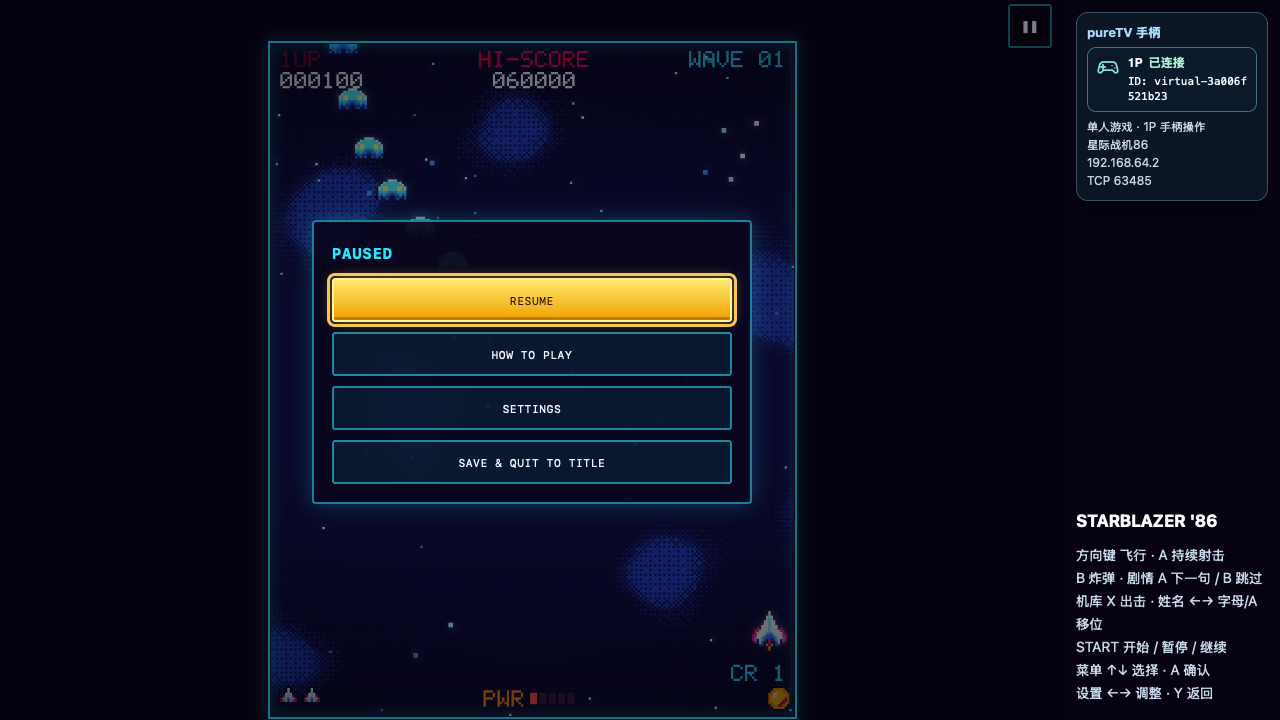 1UP
HI-SCORE
WAVE 01
000100
060000
PAUSED
RESUME
HOW TO PLAY
SETTINGS
SAVE & QUIT TO TITLE
CR 1
PWR
pureTV 手柄
1P 已连接
ID: virtual-3a006f
521b23
单人游戏 · 1P 手柄操作
星际战机86
192.168.64.2
TCP 63485
STARBLAZER '86
方向键 飞行 · A 持续射击
B 炸弹 · 剧情 A 下一句 / B 跳过
机库 X 出击 · 姓名 ←→ 字母/A
移位
START 开始 / 暂停 / 继续
菜单 ↑↓ 选择 · A 确认
设置 ←→ 调整 · Y 返回